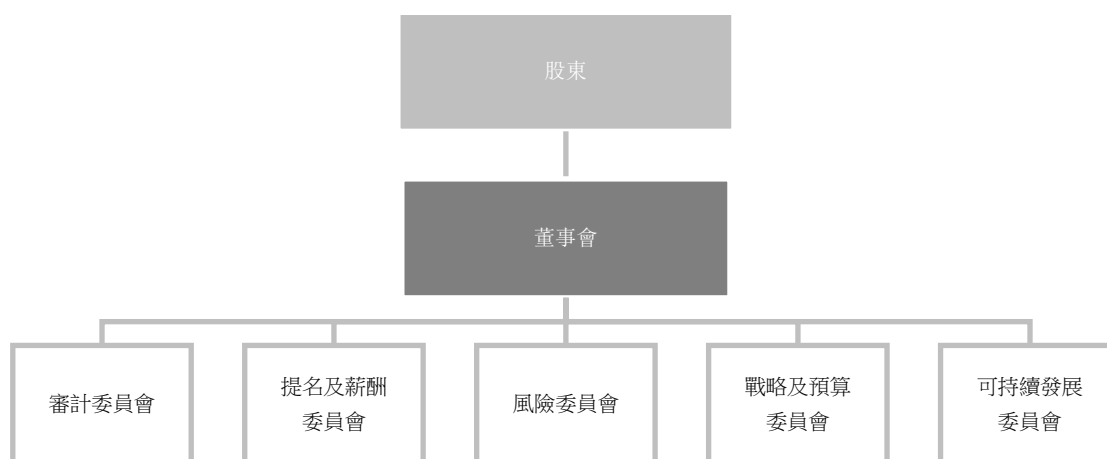 股東
董事會
審計委員會
提名及薪酬
委員會
風險委員會
戰略及預算
委員會
可持續發展
委員會